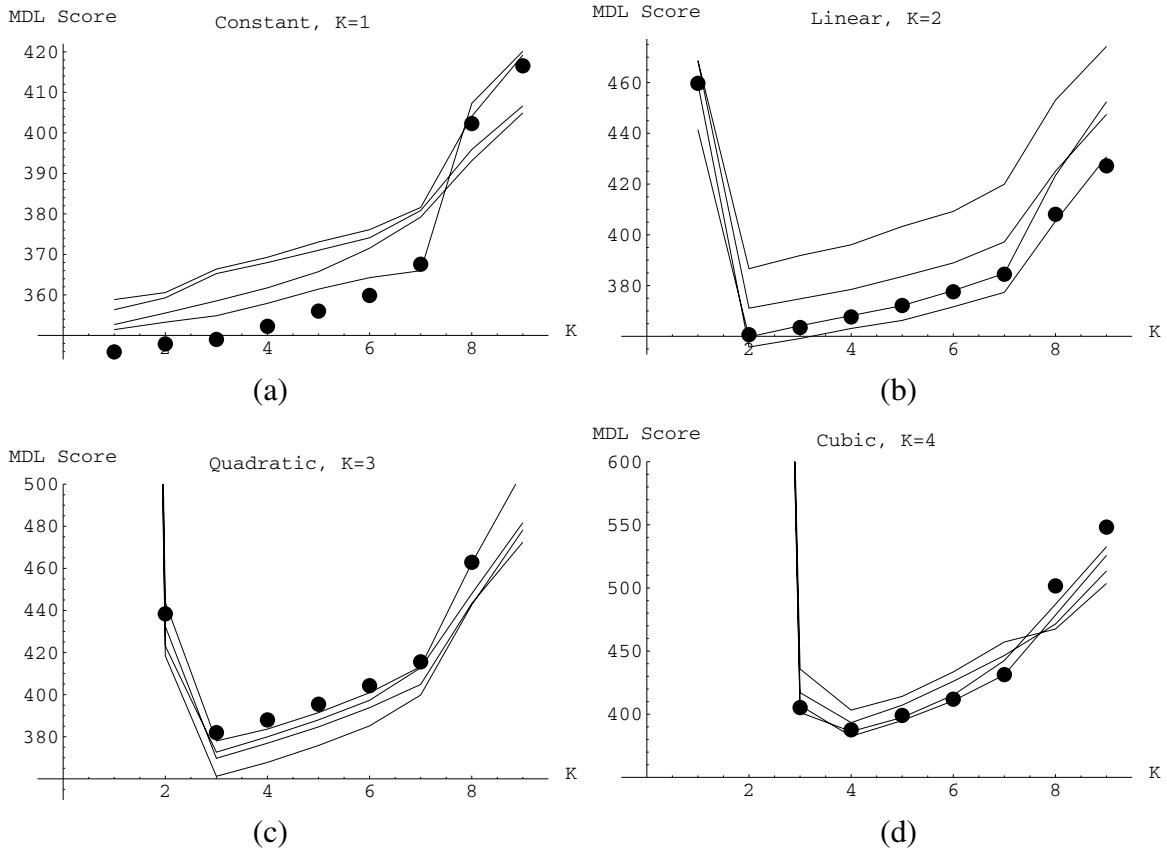 MDL Score
Constant, K=1
420
410
400
390
380
370
360
2
4
6
8
K
(a)
MDL Score
Linear, K=2
460
440
420
400
380
2
4
6
8
K
(b)
MDL Score
Quadratic, K=3
500
480
460
440
420
400
380
2
4
6
8
K
(c)
MDL Score
Cubic, K=4
600
550
500
450
400
2
4
6
8
K
(d)